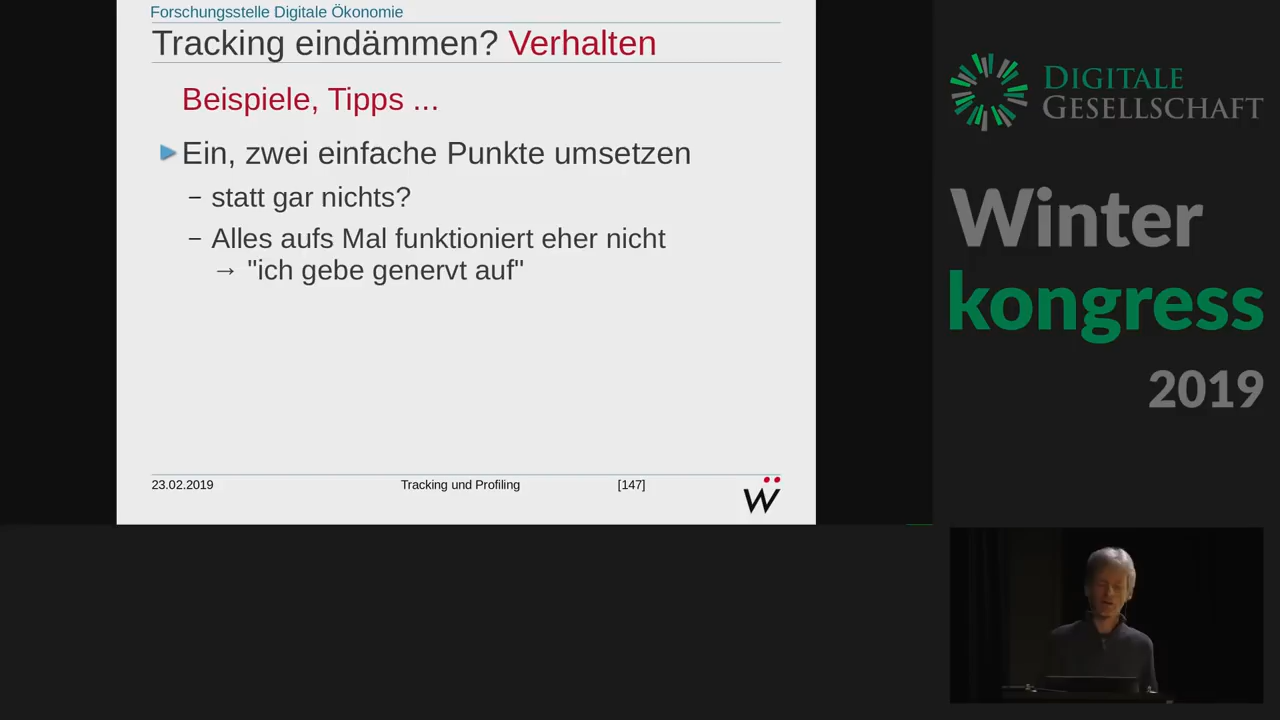 Forschungsstelle Digitale Ökonomie
Tracking eindämmen? Verhalten
Beispiele, Tipps ...
Ein, zwei einfache Punkte umsetzen
– statt gar nichts?
– Alles aufs Mal funktioniert eher nicht
→ "ich gebe genervt auf"
23.02.2019 Tracking und Profiling [147]
Ẅ
DIGITALE
GESELLSCHAFT
Winter
kongress
2019